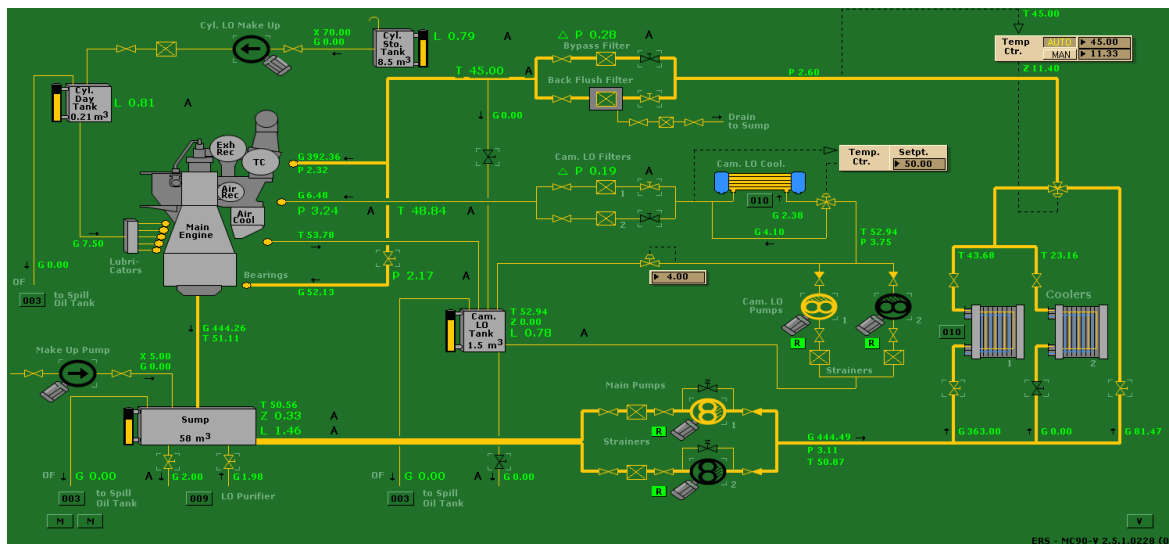 T 45.00
Cyl. LO Make Up
X 70.00
G 0.00
Cyl.
Sto.
Tank
8.5 m³
L 0.79 A
△ P 0.28 A
Bypass Filter
Temp
Ctr.
AUTO
MAN
45.00
11.33
Z 11.40
T 45.00 A
P 2.60
Back Flush Filter
Cyl.
Day
Tank
0.21 m³
L 0.81 A
G 0.00
Drain
to Sump
Exh
Rec
TC
G 392.36
P 2.32
Cam. LO Filters
△ P 0.19 A
Cam. LO Cool.
Temp.
Ctr.
Setpt.
50.00
Air
Rec
G 6.48
P 3.24 A T 48.84 A
1
2
010
G 2.38
G 4.10
Air
Cool
Main
Engine
T 53.78
T 52.94
P 3.75
G 7.50
Lubri-
Cators
G 0.00
OF
003
to Spill
Oil Tank
Bearings
G 52.13
P 2.17 A
4.00
T 43.68
T 23.16
Cam. LO
Pumps
1
2
R
R
Strainers
Coolers
010
1
2
Cam.
LO
Tank
1.5 m³
T 52.94
Z 0.00
L 0.78 A
G 444.26
T 51.11
Make Up Pump
X 5.00
G 0.00
Main Pumps
1
R
Strainers
2
R
T 50.56
Z 0.33 A
L 1.46 A
Sump
58 m³
G 444.49
P 3.11
T 50.87
G 363.00
G 0.00
G 81.47
OF
G 0.00 A
G 2.00
G 1.98
003
to Spill
Oil Tank
009
LO Purifier
OF
G 0.00 A
G 0.00
003
to Spill
Oil Tank
M
M
V
ERS - MC90-V 2.5.1.0228 (0